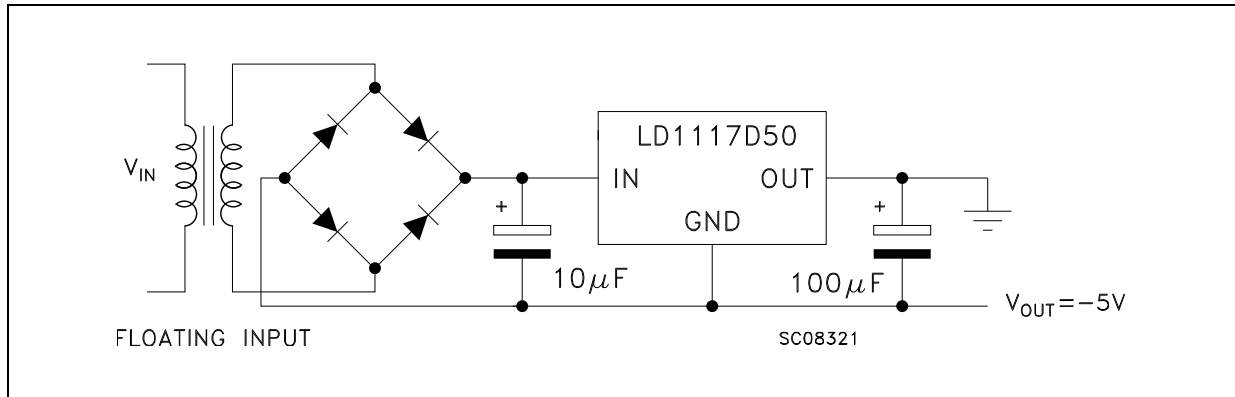 LD1117D50
V_IN
IN OUT
+
+
GND
10μF
100μF
V_OUT=-5V
FLOATING INPUT
SC08321